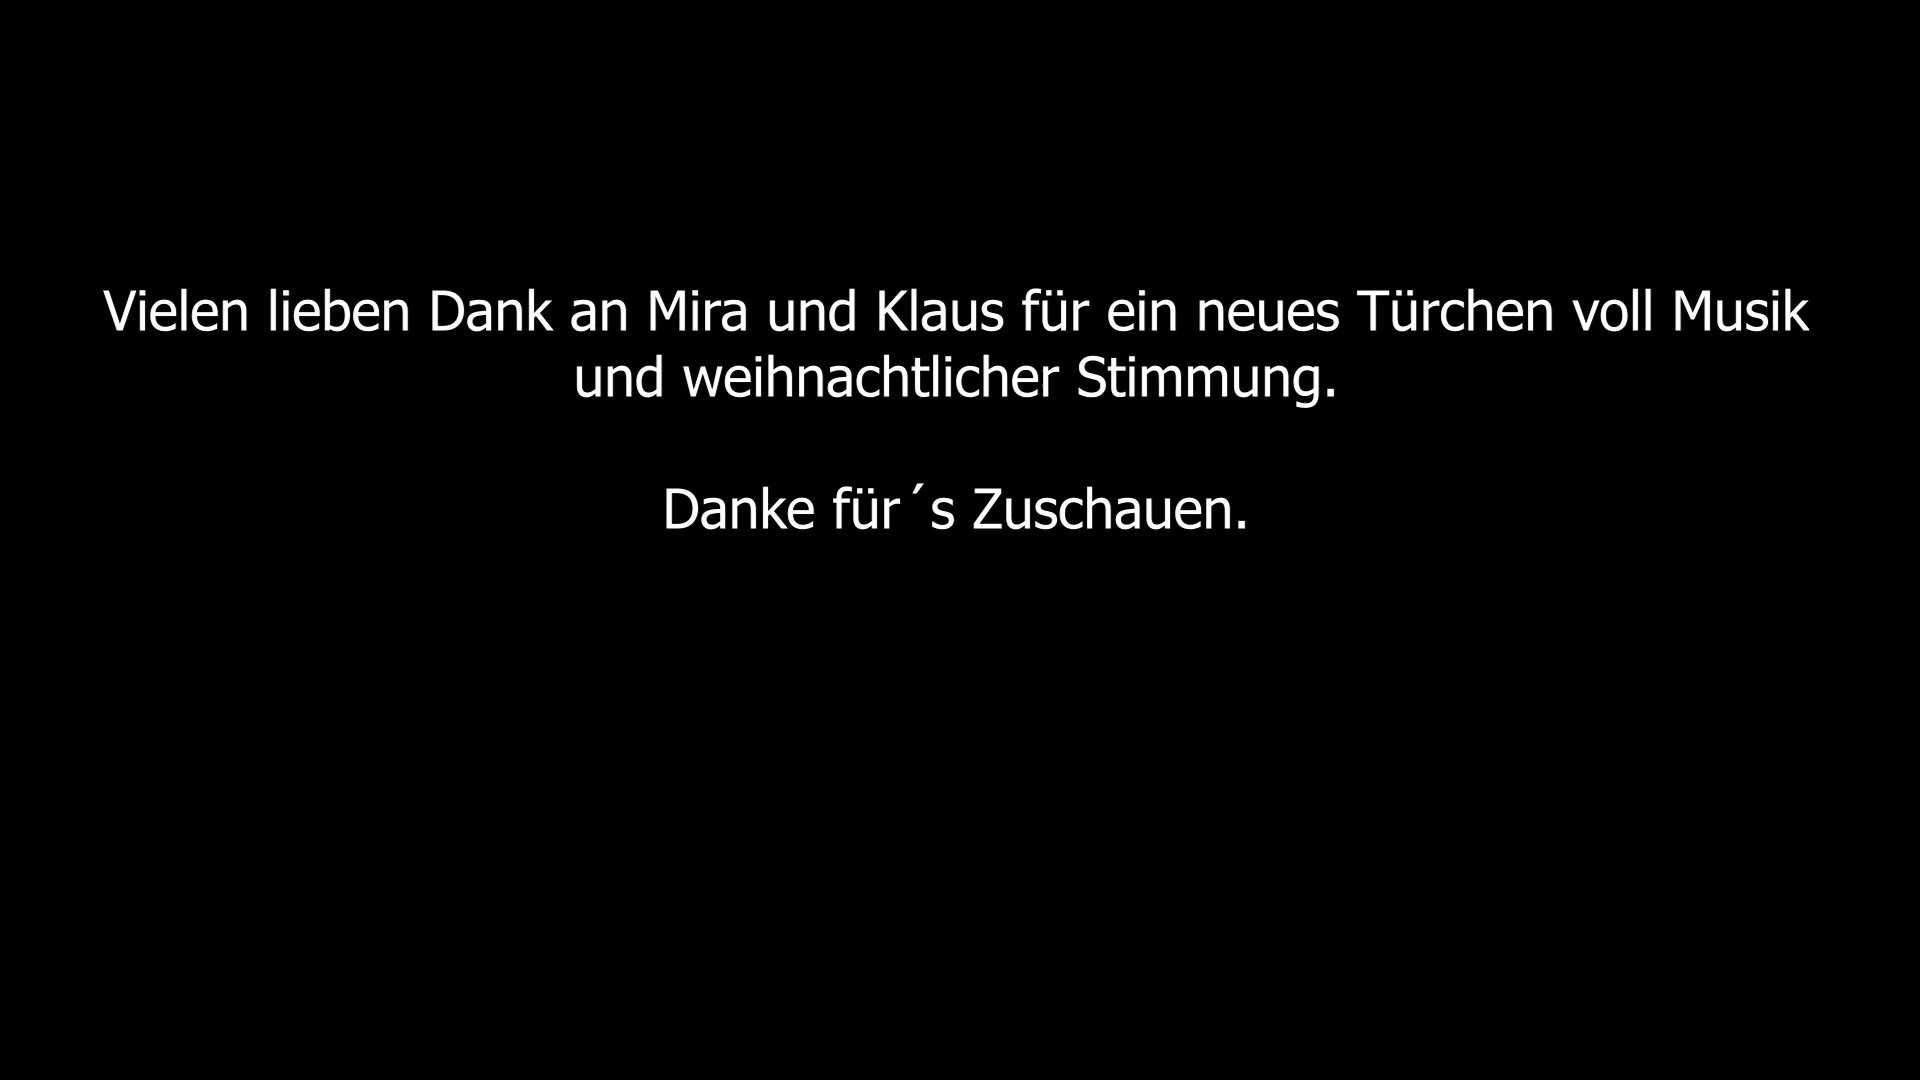 Vielen lieben Dank an Mira und Klaus für ein neues Türchen voll Musik
und weihnachtlicher Stimmung.
Danke für´s Zuschauen.